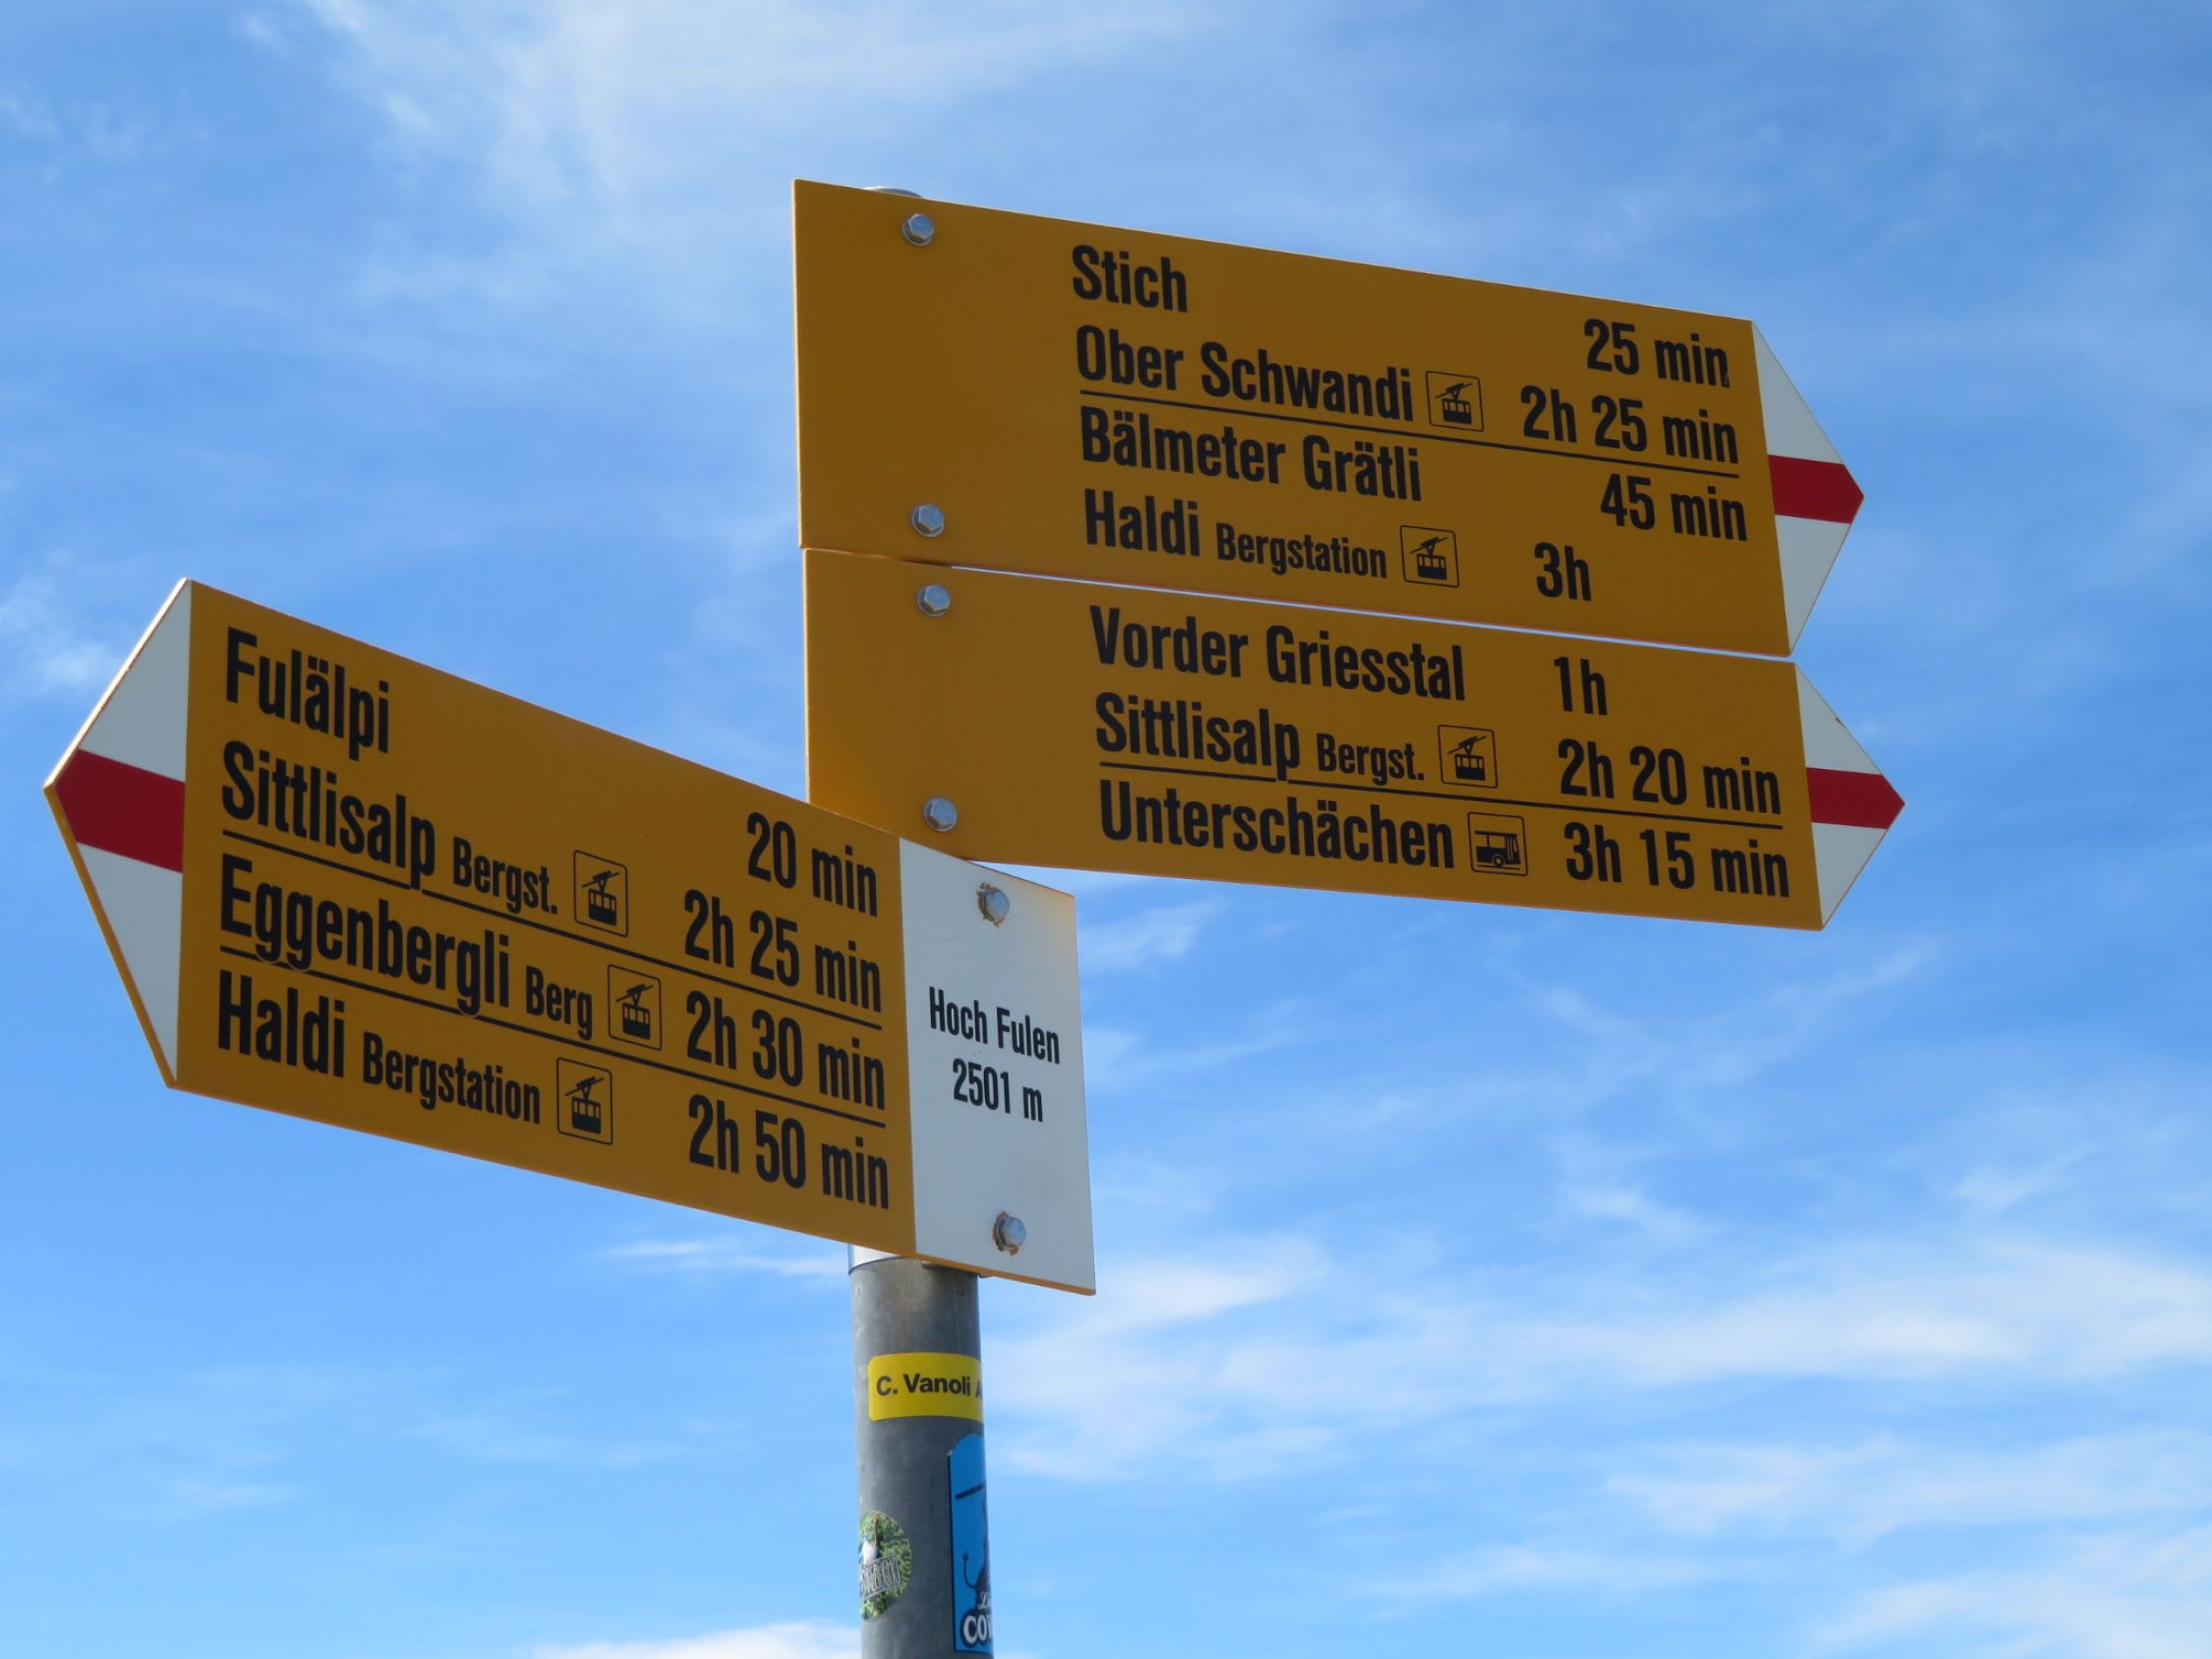 Stich 25 min
Ober Schwandi 2h 25 min
Bälmeter Grätli 45 min
Haldi Bergstation 3h
Vorder Griesstal 1h
Sittlisalp Bergst. 2h 20 min
Unterschächen 3h 15 min
Fulälpi 20 min
Sittlisalp Bergst. 2h 25 min
Eggenbergli Berg 2h 30 min
Haldi Bergstation 2h 50 min
Hoch Fulen
2501 m
C. Vanoli